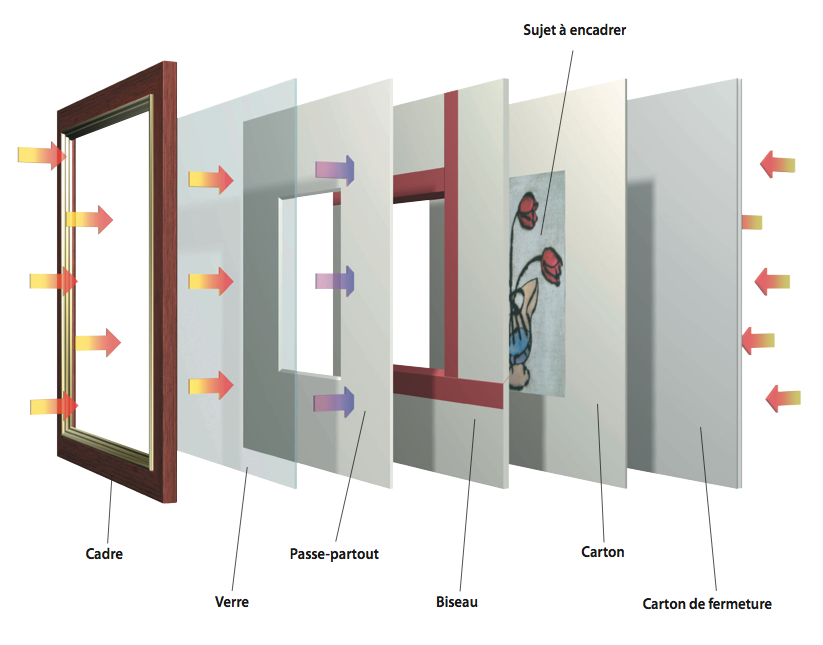 Sujet à encadrer
Cadre
Verre
Passe-partout
Biseau
Carton
Carton de fermeture